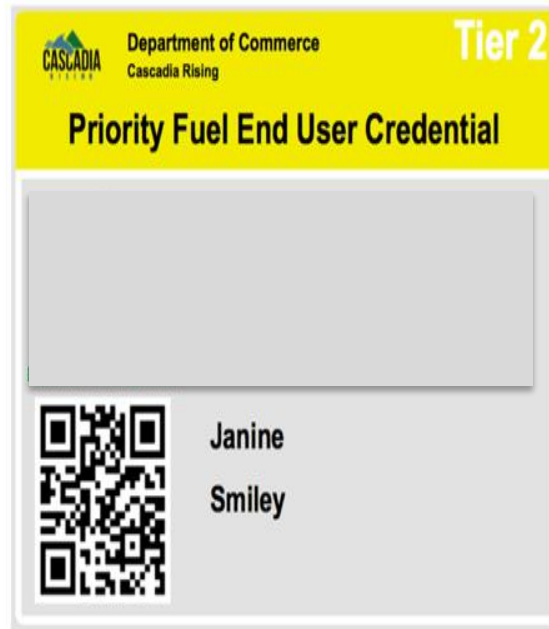 CASCADIA
RISING
Department of Commerce
Cascadia Rising
Tier 2
Priority Fuel End User Credential
Janine
Smiley